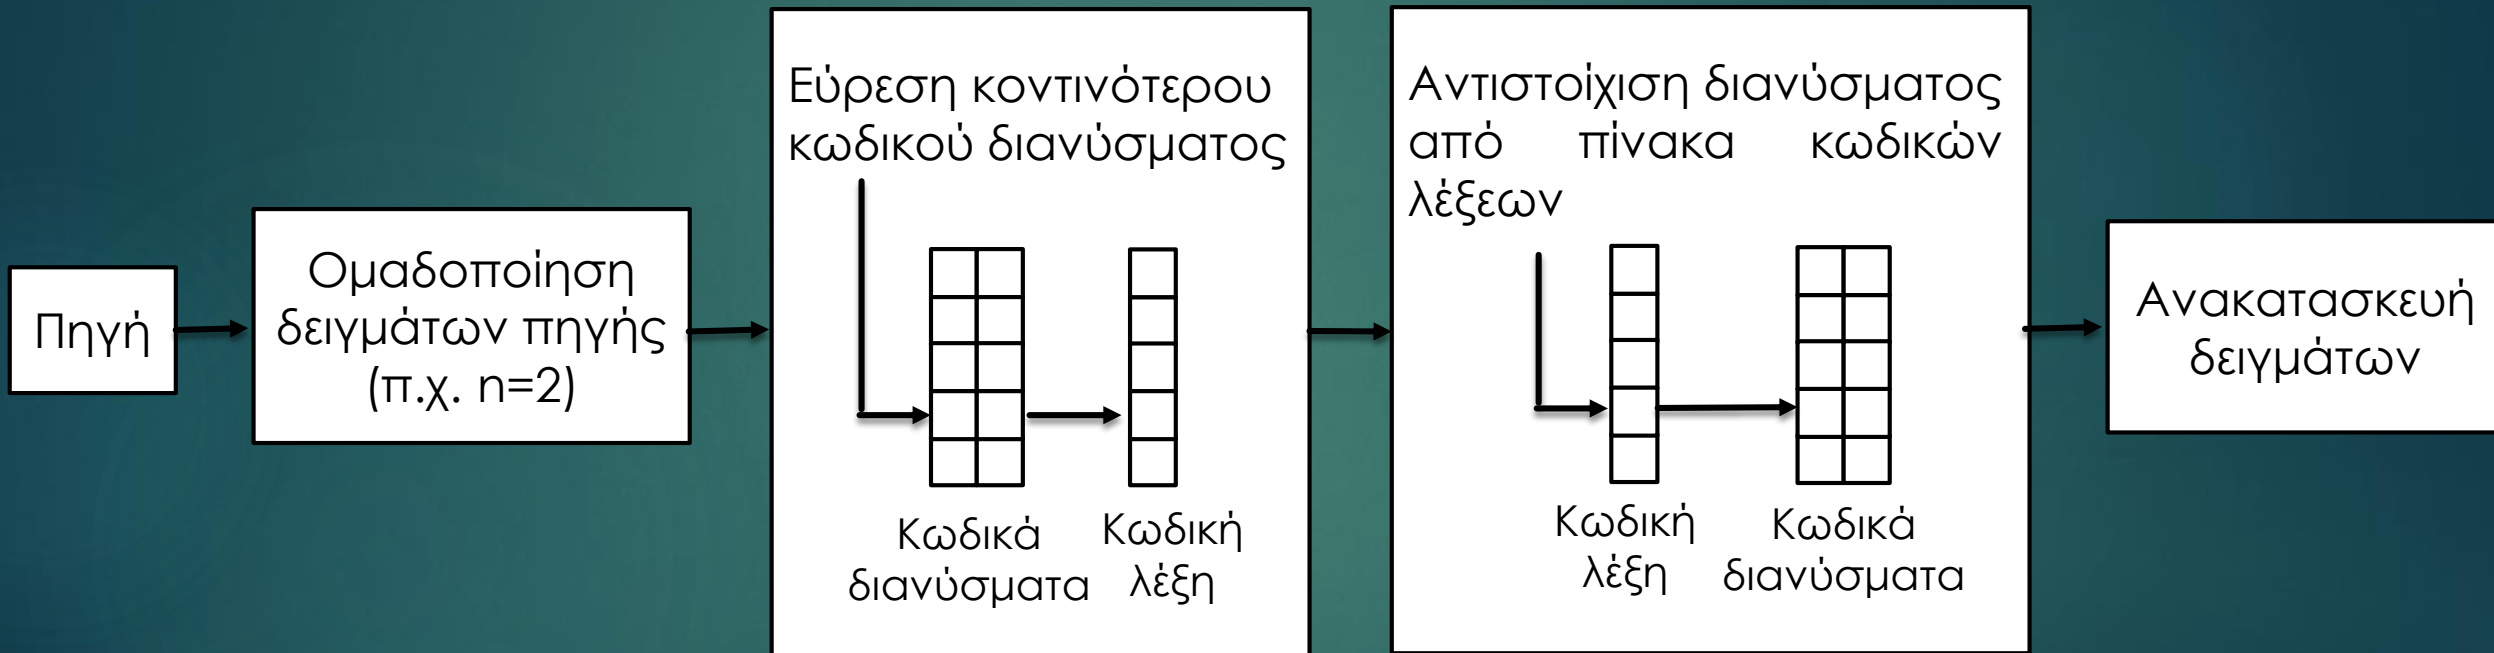 Πηγή
Ομαδοποίηση
δειγμάτων πηγής
(π.χ. n=2)
Εύρεση κοντινότερου
κωδικού διανύσματος
Κωδικά
διανύσματα
Κωδική
λέξη
Αντιστοίχιση διανύσματος
από πίνακα κωδικών
λέξεων
Κωδική
λέξη
Κωδικά
διανύσματα
Ανακατασκευή
δειγμάτων